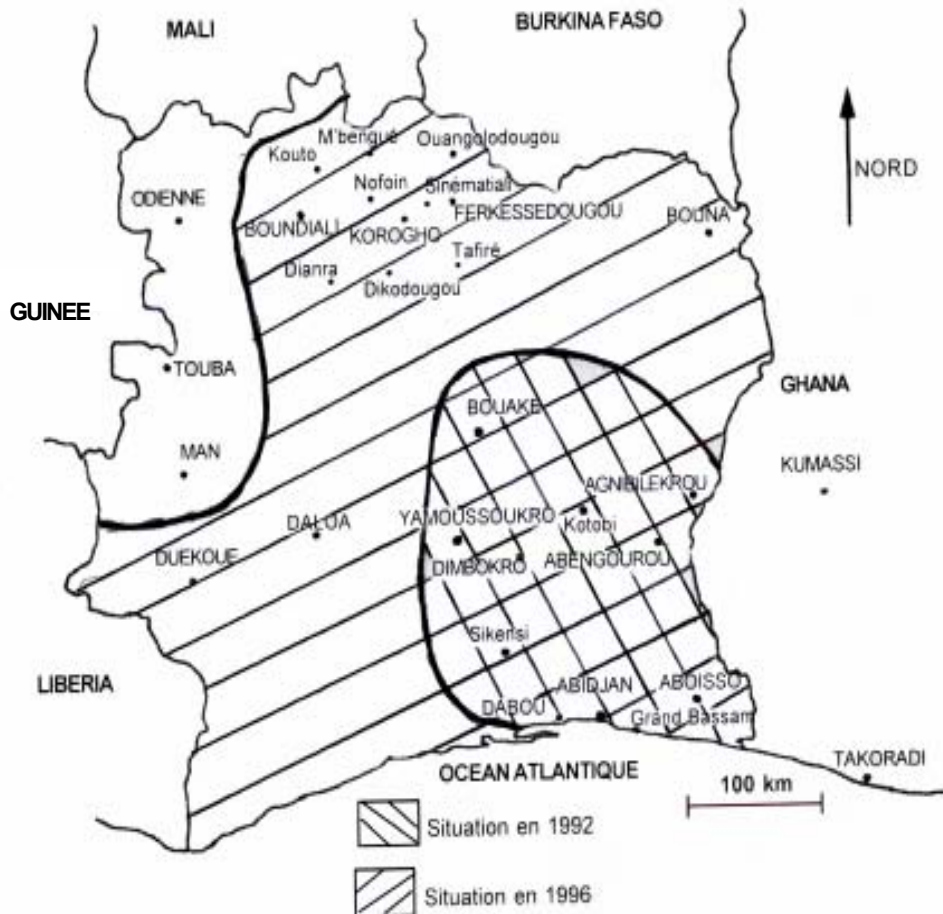 MALI
BURKINA FASO
M'bengué
Ouangolodougou
Kouto
NORD
Nofoin
Sinématiali
ODIENNE
BOUNDIALI
FERKESSEDOUGOU
BOUNA
KOROGHO
Dianra
Tafiré
Dikodougou
GUINEE
TOUBA
GHANA
BOUAKE
MAN
KUMASSI
AGNIBILEKROU
DALOA
YAMOUSSOUKRO
Kotobi
DUEKOUE
DIMBOKRO
ABENGOUROU
Sikensi
LIBERIA
ABIDJAN
ABOISSO
DABOU
Grand Bassam
OCEAN ATLANTIQUE
TAKORADI
100 km
Situation en 1992
Situation en 1996